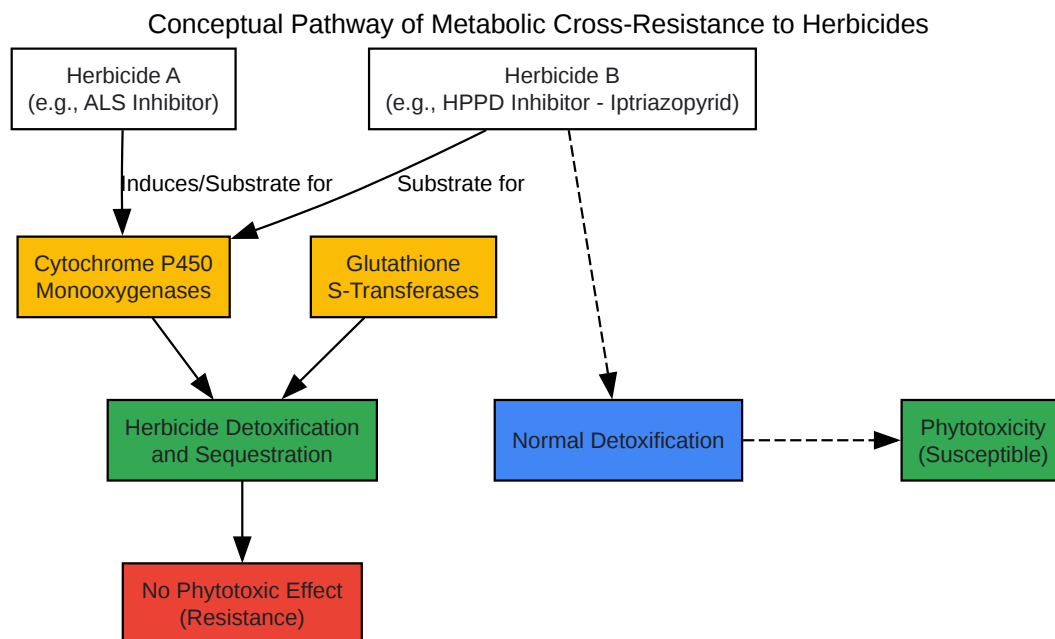 Conceptual Pathway of Metabolic Cross-Resistance to Herbicides
Herbicide A
(e.g., ALS Inhibitor)
Herbicide B
(e.g., HPPD Inhibitor - Iptriazopyrid)
Induces/Substrate for
Substrate for
Cytochrome P450
Monooxygenases
Glutathione
S-Transferases
Herbicide Detoxification
and Sequestration
Normal Detoxification
Phytotoxicity
(Susceptible)
No Phytotoxic Effect
(Resistance)